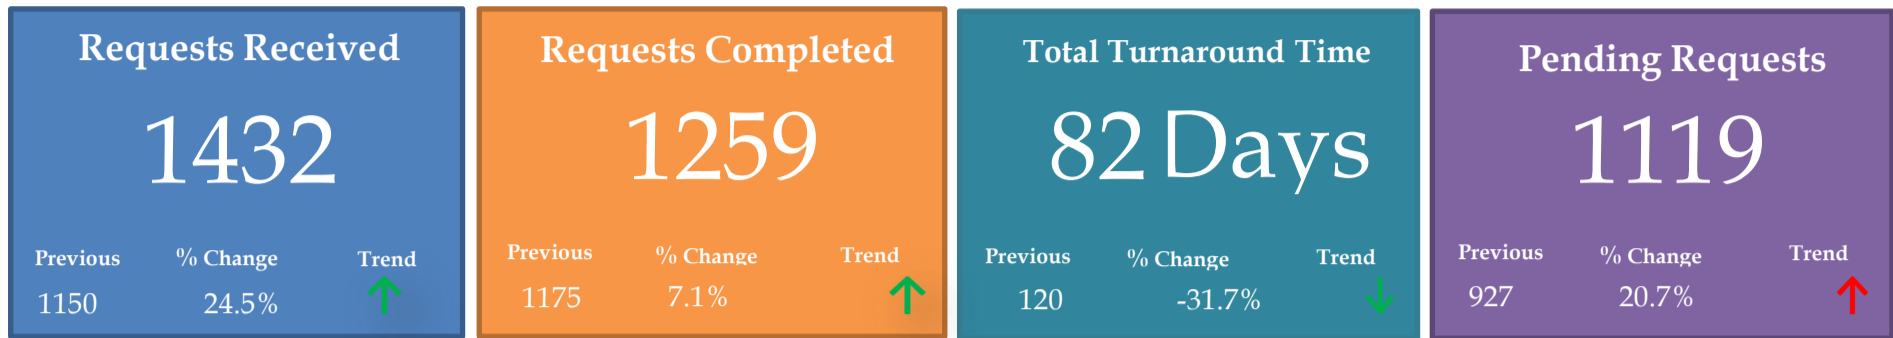 Requests Received
1432
Previous % Change Trend
1150 24.5%
Requests Completed
1259
Previous % Change Trend
1175 7.1%
Total Turnaround Time
82 Days
Previous % Change Trend
120 -31.7%
Pending Requests
1119
Previous % Change Trend
927 20.7%